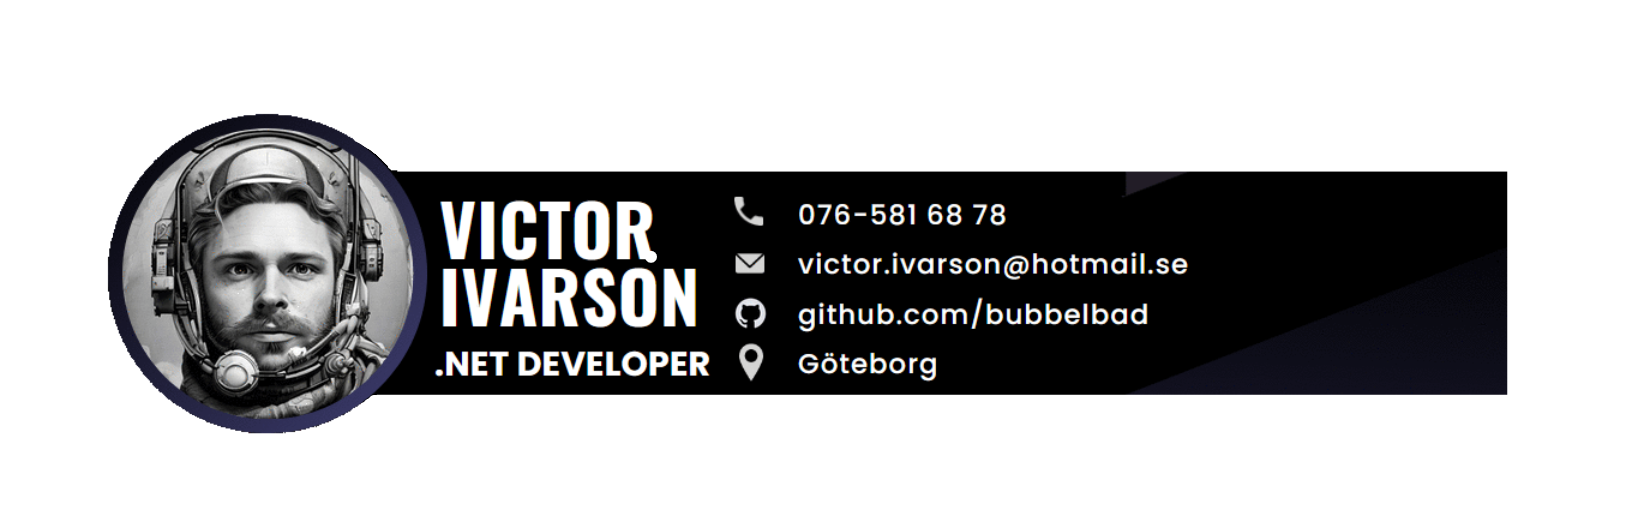 VICTOR
IVARSON
.NET DEVELOPER
076-581 68 78
victor.ivarson@hotmail.se
github.com/bubbelbad
Göteborg